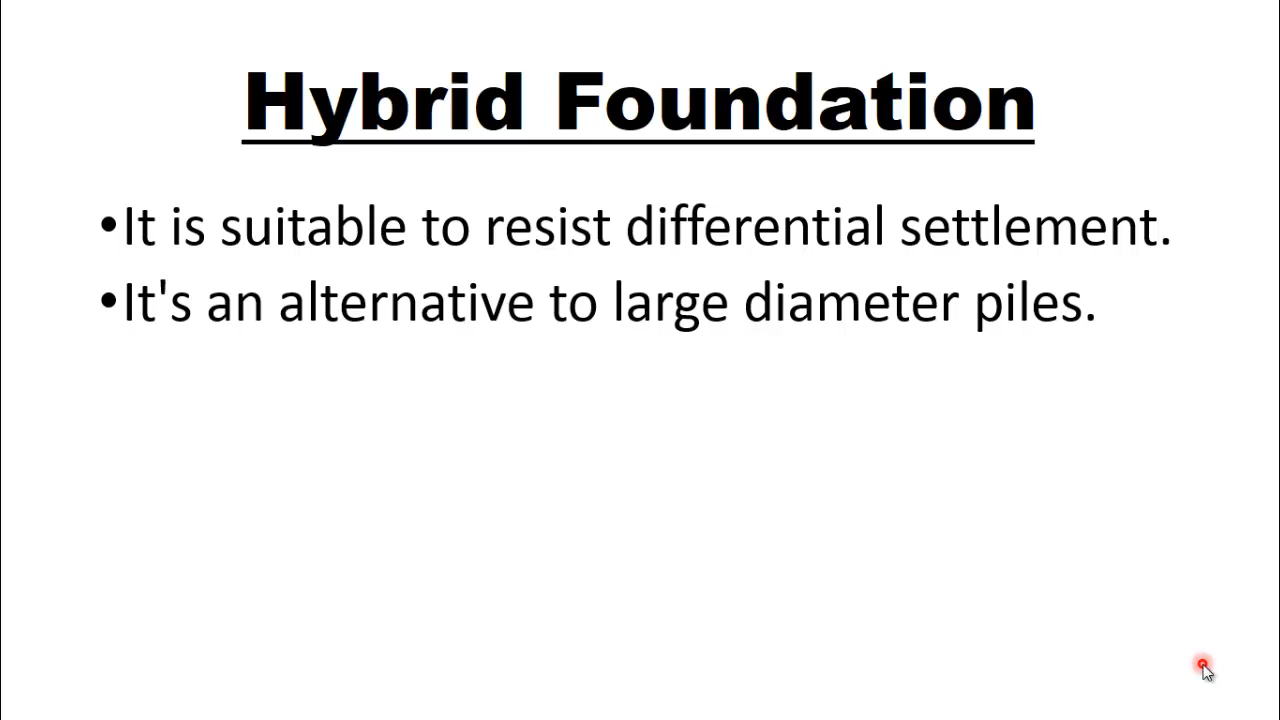 Hybrid Foundation
•It is suitable to resist differential settlement.
•It's an alternative to large diameter piles.